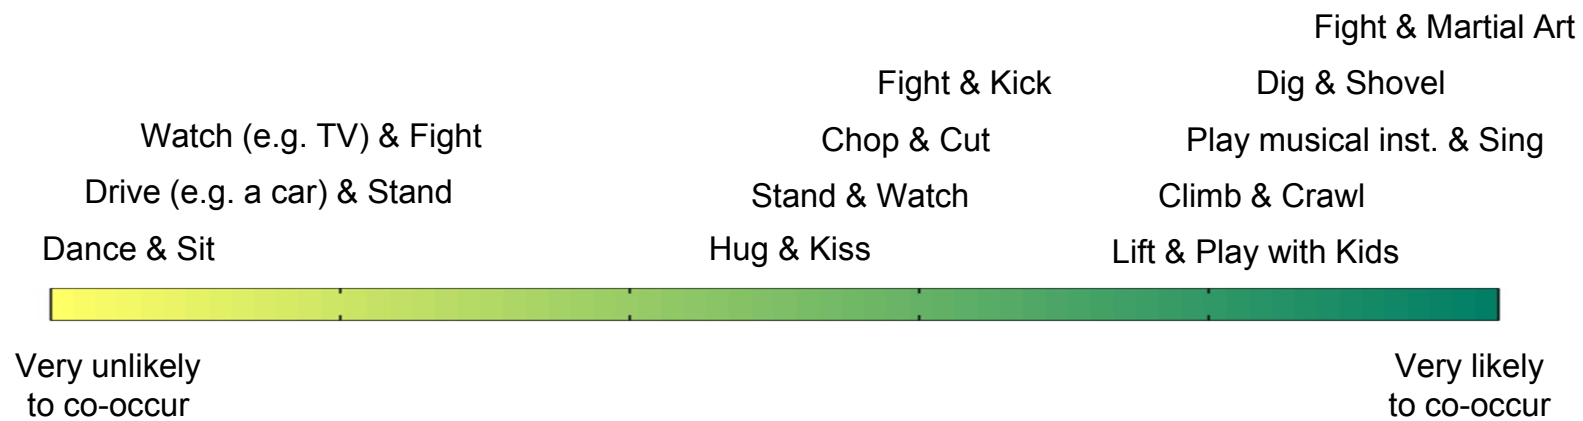 Fight & Martial Art
Fight & Kick
Dig & Shovel
Watch (e.g. TV) & Fight
Chop & Cut
Play musical inst. & Sing
Drive (e.g. a car) & Stand
Stand & Watch
Climb & Crawl
Dance & Sit
Hug & Kiss
Lift & Play with Kids
Very unlikely
to co-occur
Very likely
to co-occur